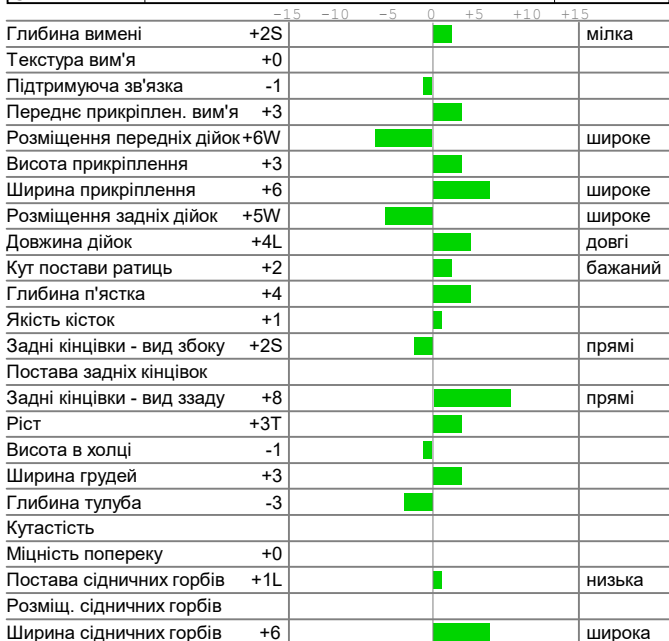 -15 -10 -5 0 +5 +10 +15
Глибина вимені +2S мілка
Текстура вим'я +0
Підтримуюча зв'язка -1
Переднє прикріплен. вим'я +3
Розміщення передніх дійок +6W широке
Висота прикріплення +3
Ширина прикріплення +6 широке
Розміщення задніх дійок +5W широке
Довжина дійок +4L довгі
Кут постави ратиць +2 бажаний
Глибина п'ястка +4
Якість кісток +1
Задні кінцівки - вид збоку +2S прямі
Постава задніх кінцівок
Задні кінцівки - вид ззаду +8 прямі
Ріст +3T
Висота в холці -1
Ширина грудей +3
Глибина тулуба -3
Кутастість
Міцність попереку +0
Постава сідничних горбів +1L низька
Розміщ. сідничних горбів
Ширина сідничних горбів +6 широка